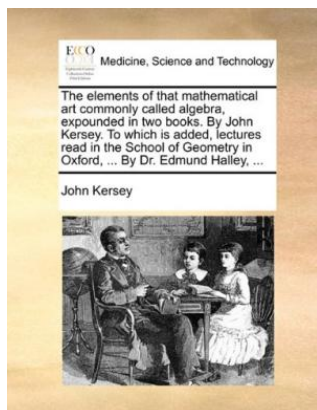 ECCO
Medicine, Science and Technology
The elements of that mathematical
art commonly called algebra,
expounded in two books. By John
Kersey. To which is added, lectures
read in the School of Geometry in
Oxford, ... By Dr. Edmund Halley, ...
John Kersey